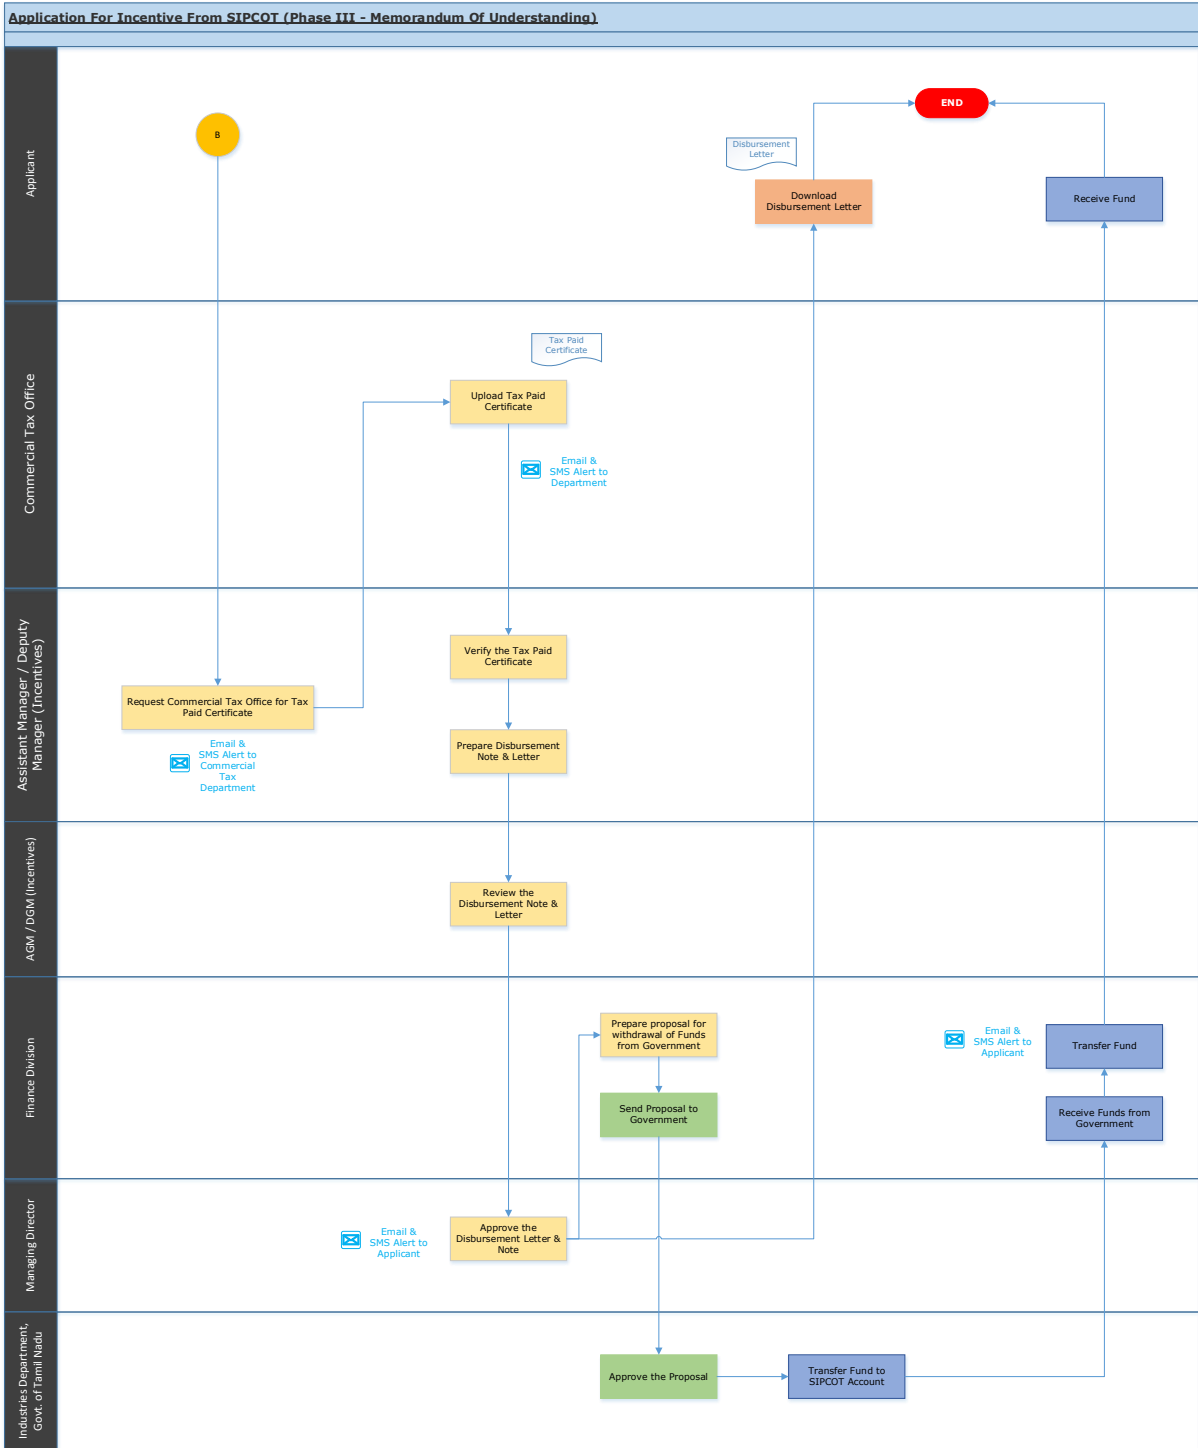 Application For Incentive From SIPCOT (Phase III - Memorandum Of Understanding)
Applicant
B
END
Disbursement
Letter
Download
Disbursement Letter
Receive Fund
Commercial Tax Office
Tax Paid
Certificate
Upload Tax Paid
Certificate
Email &
SMS Alert to
Department
Assistant Manager / Deputy
Manager (Incentives)
Verify the Tax Paid
Certificate
Request Commercial Tax Office for Tax
Paid Certificate
Email &
SMS Alert to
Commercial
Tax
Department
Prepare Disbursement
Note & Letter
AGM / DGM (Incentives)
Review the
Disbursement Note &
Letter
Finance Division
Prepare proposal for
withdrawal of Funds
from Government
Send Proposal to
Government
Email &
SMS Alert to
Applicant
Transfer Fund
Receive Funds from
Government
Managing Director
Email &
SMS Alert to
Applicant
Approve the
Disbursement Letter &
Note
Industries Department,
Govt. of Tamil Nadu
Approve the Proposal
Transfer Fund to
SIPCOT Account